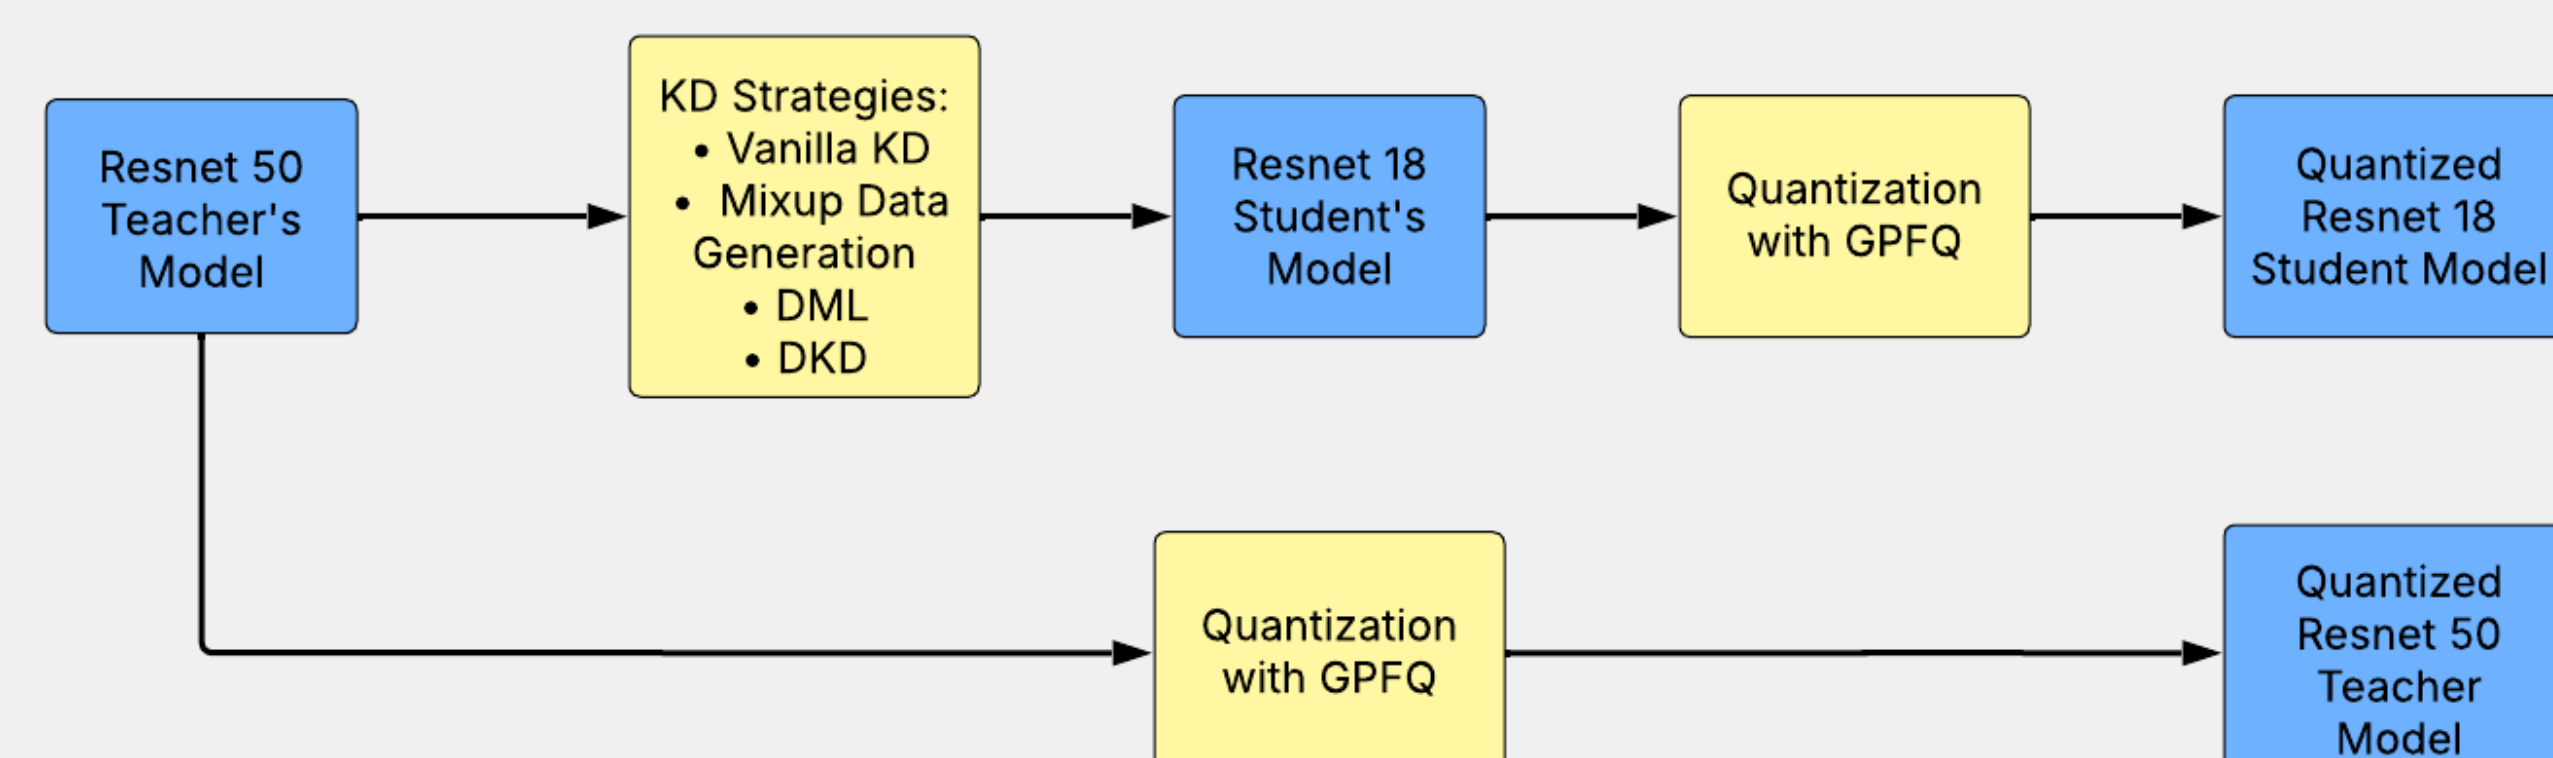 Resnet 50
Teacher's
Model
KD Strategies:
• Vanilla KD
• Mixup Data
Generation
• DML
• DKD
Resnet 18
Student's
Model
Quantization
with GPFQ
Quantized
Resnet 18
Student Model
Quantization
with GPFQ
Quantized
Resnet 50
Teacher
Model